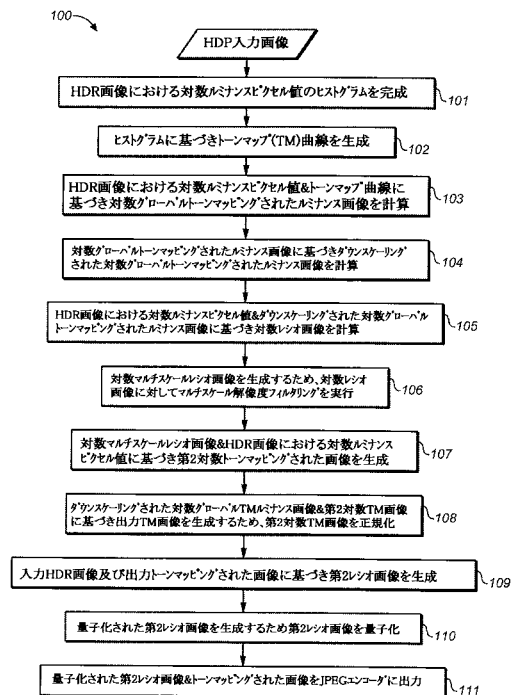 100
HDP入力画像
HDR画像における対数ルミナンスピクセル値のヒストグラムを完成
101
ヒストグラムに基づきトーンマップ(TM)曲線を生成
102
HDR画像における対数ルミナンスピクセル値&トーンマップ曲線に
基づき対数グローバルトーンマッピングされたルミナンス画像を計算
103
対数グローバルトーンマッピングされたルミナンス画像に基づきダウンスケーリング
された対数グローバルトーンマッピングされたルミナンス画像を計算
104
HDR画像における対数ルミナンスピクセル値&ダウンスケーリングされた対数グローバル
トーンマッピングされたルミナンス画像に基づき対数レシオ画像を計算
105
対数マルチスケールレシオ画像を生成するため、対数レシオ
画像に対してマルチスケール解像度フィルタリングを実行
106
対数マルチスケールレシオ画像&HDR画像における対数ルミナンス
ピクセル値に基づき第2対数トーンマッピングされた画像を生成
107
ダウンスケーリングされた対数グローバルTMルミナンス画像&第2対数TM画像
に基づき出力TM画像を生成するため、第2対数TM画像を正規化
108
入力HDR画像及び出力トーンマッピングされた画像に基づき第2レシオ画像を生成
109
量子化された第2レシオ画像を生成するため第2レシオ画像を量子化
110
量子化された第2レシオ画像&トーンマッピングされた画像をJPEGエンコーダに出力
111